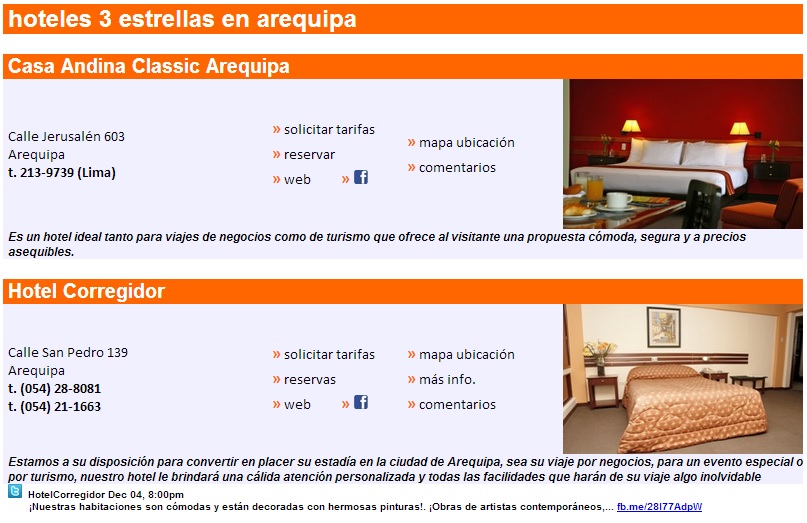 hoteles 3 estrellas en arequipa
Casa Andina Classic Arequipa
Calle Jerusalén 603
Arequipa
t. 213-9739 (Lima)
» solicitar tarifas
» reservar
» web » f
» mapa ubicación
» comentarios
Es un hotel ideal tanto para viajes de negocios como de turismo que ofrece al visitante una propuesta cómoda, segura y a precios
asequibles.
Hotel Corregidor
Calle San Pedro 139
Arequipa
t. (054) 28-8081
t. (054) 21-1663
» solicitar tarifas
» reservas
» web » f
» mapa ubicación
» más info.
» comentarios
Estamos a su disposición para convertir en placer su estadía en la ciudad de Arequipa, sea su viaje por negocios, para un evento especial o
por turismo, nuestro hotel le brindará una cálida atención personalizada y todas las facilidades que harán de su viaje algo inolvidable
HotelCorregidor Dec 04, 8:00pm
¡Nuestras habitaciones son cómodas y están decoradas con hermosas pinturas!. ¡Obras de artistas contemporáneos,... fb.me/28I77AdpW